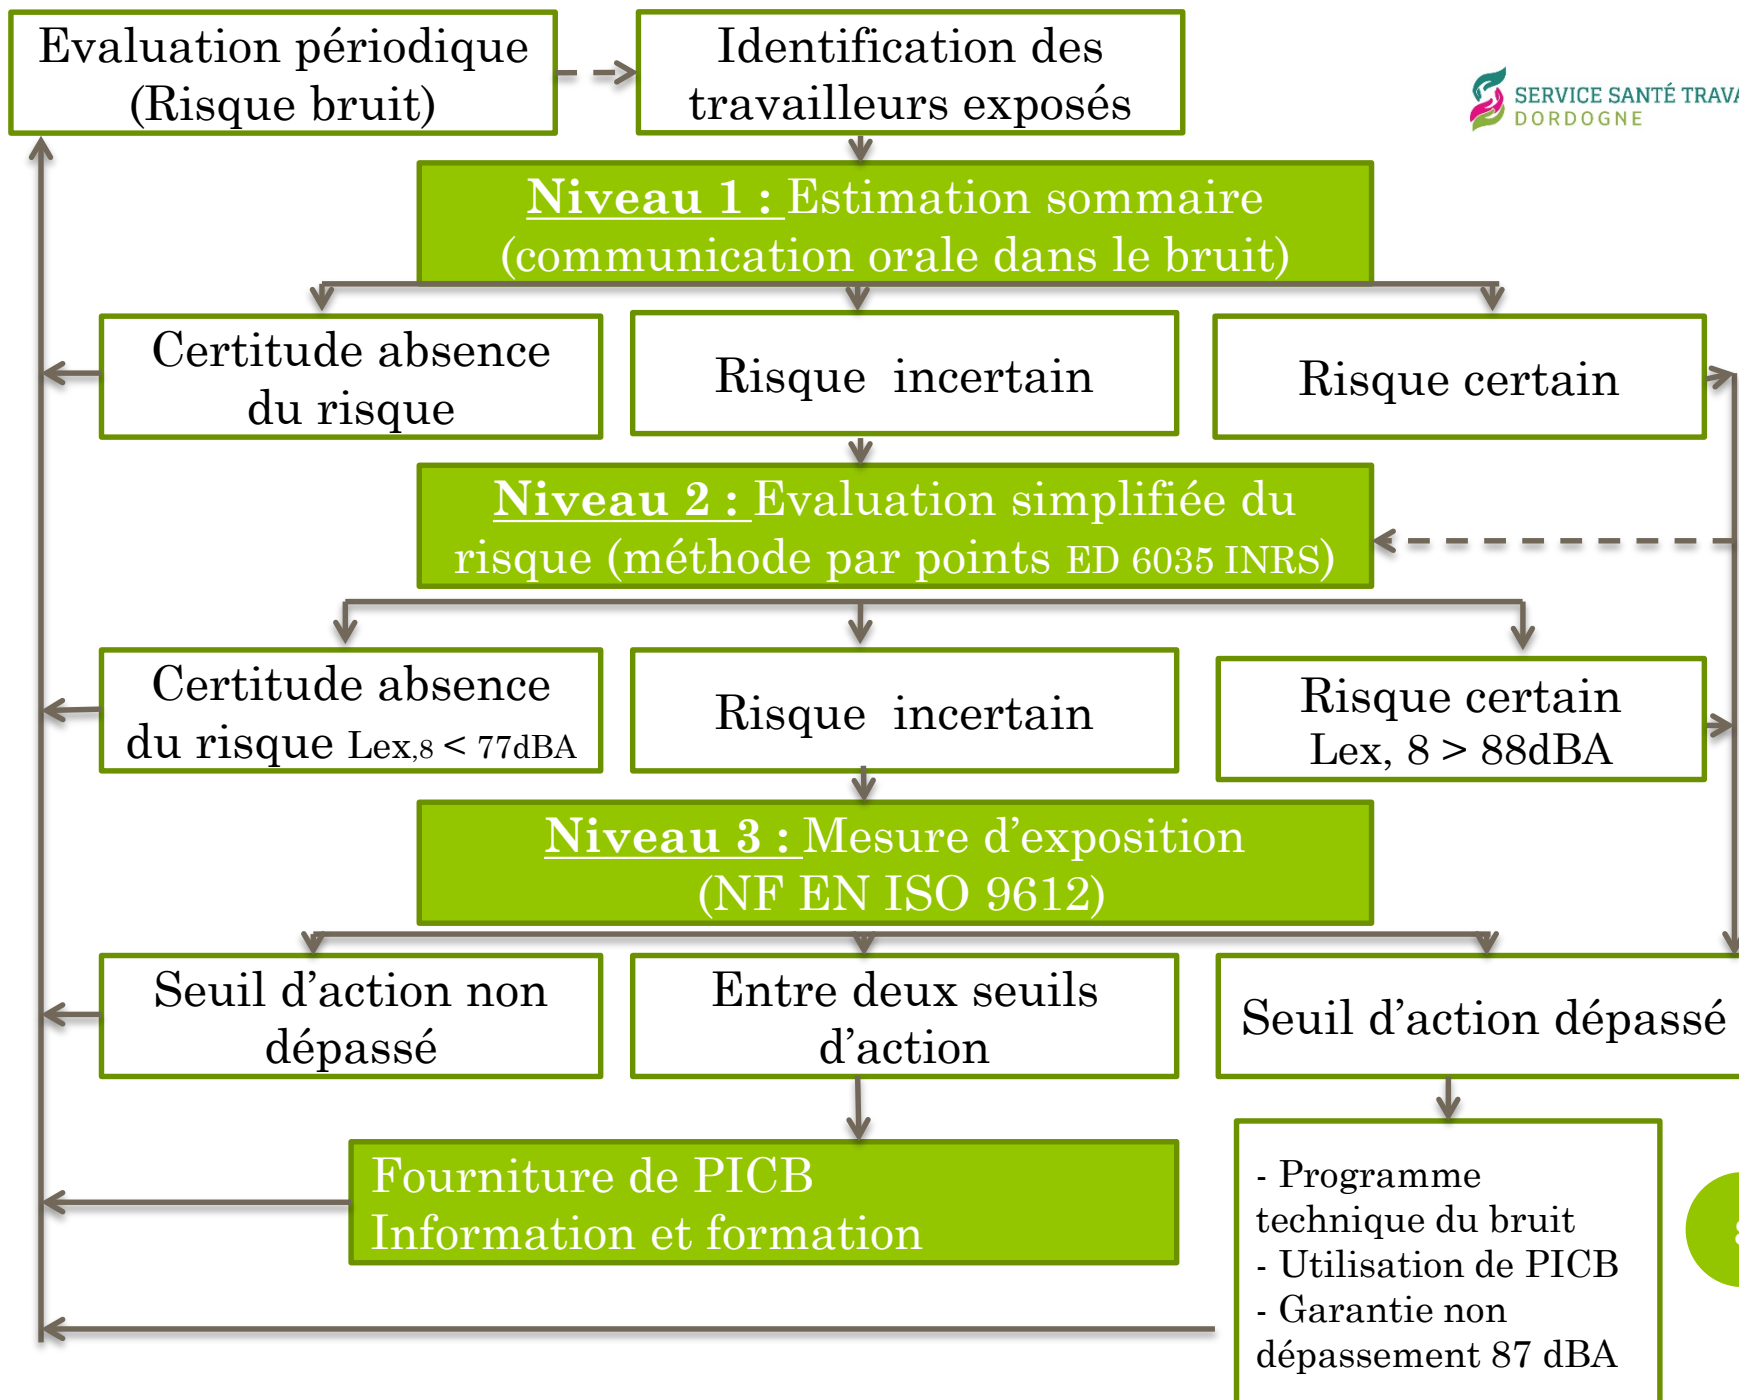 Evaluation périodique
(Risque bruit)
Identification des
travailleurs exposés
SERVICE SANTÉ TRAVA
DORDOGNE
Niveau 1 : Estimation sommaire
(communication orale dans le bruit)
Certitude absence
du risque
Risque incertain
Risque certain
Niveau 2 : Evaluation simplifiée du
risque (méthode par points ED 6035 INRS)
Certitude absence
du risque Lex,8 < 77dBA
Risque incertain
Risque certain
Lex, 8 > 88dBA
Niveau 3 : Mesure d’exposition
(NF EN ISO 9612)
Seuil d’action non
dépassé
Entre deux seuils
d’action
Seuil d’action dépassé
Fourniture de PICB
Information et formation
- Programme
technique du bruit
- Utilisation de PICB
- Garantie non
dépassement 87 dBA